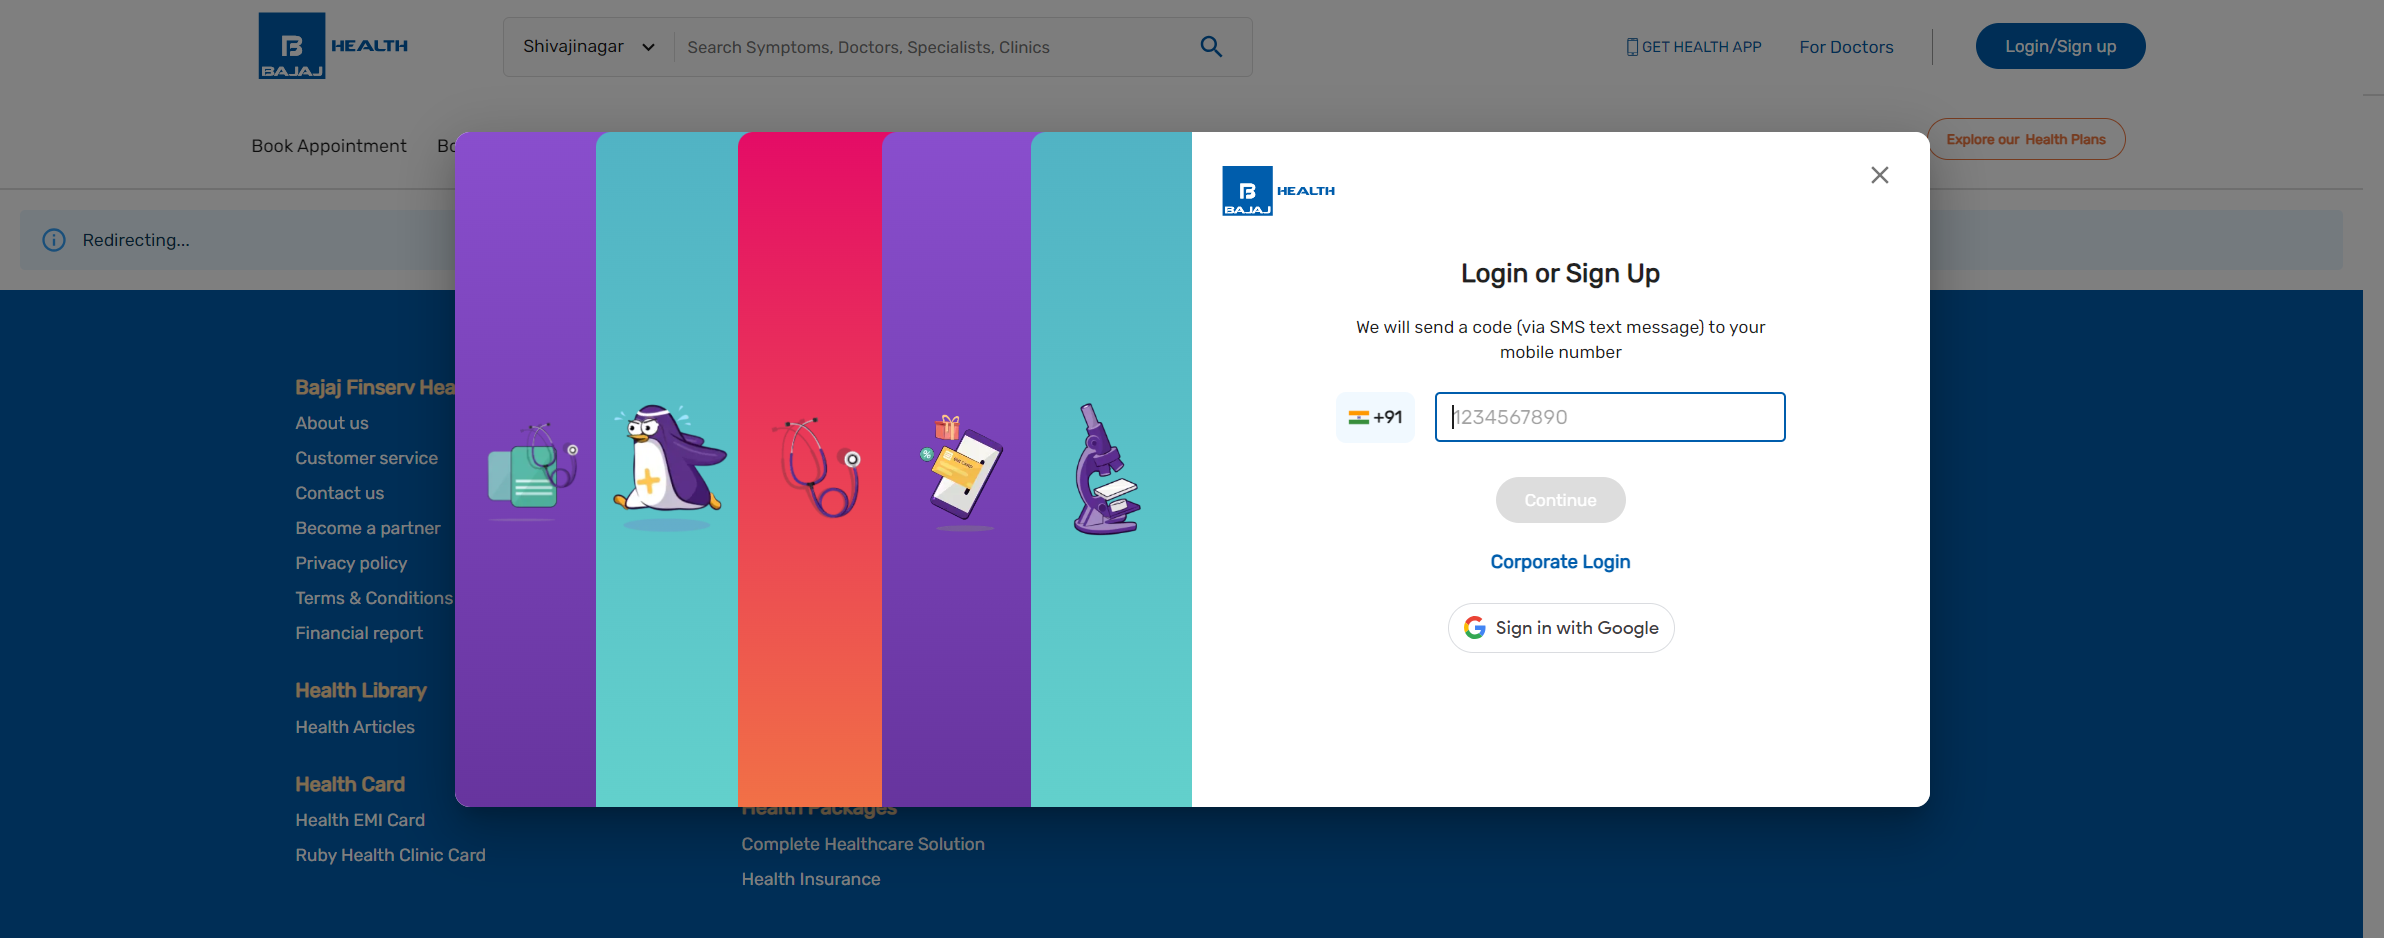 BAJAJ
HEALTH
Shivajinagar
Search Symptoms, Doctors, Specialists, Clinics
GET HEALTH APP
For Doctors
Login/Sign up
Book Appointment
Explore our Health Plans
Redirecting...
BAJAJ
HEALTH
Login or Sign Up
We will send a code (via SMS text message) to your
mobile number
+91
1234567890
Continue
Corporate Login
Sign in with Google
Bajaj Finserv Hea
About us
Customer service
Contact us
Become a partner
Privacy policy
Terms & Conditions
Financial report
Health Library
Health Articles
Health Card
Health EMI Card
Ruby Health Clinic Card
Health Packages
Complete Healthcare Solution
Health Insurance